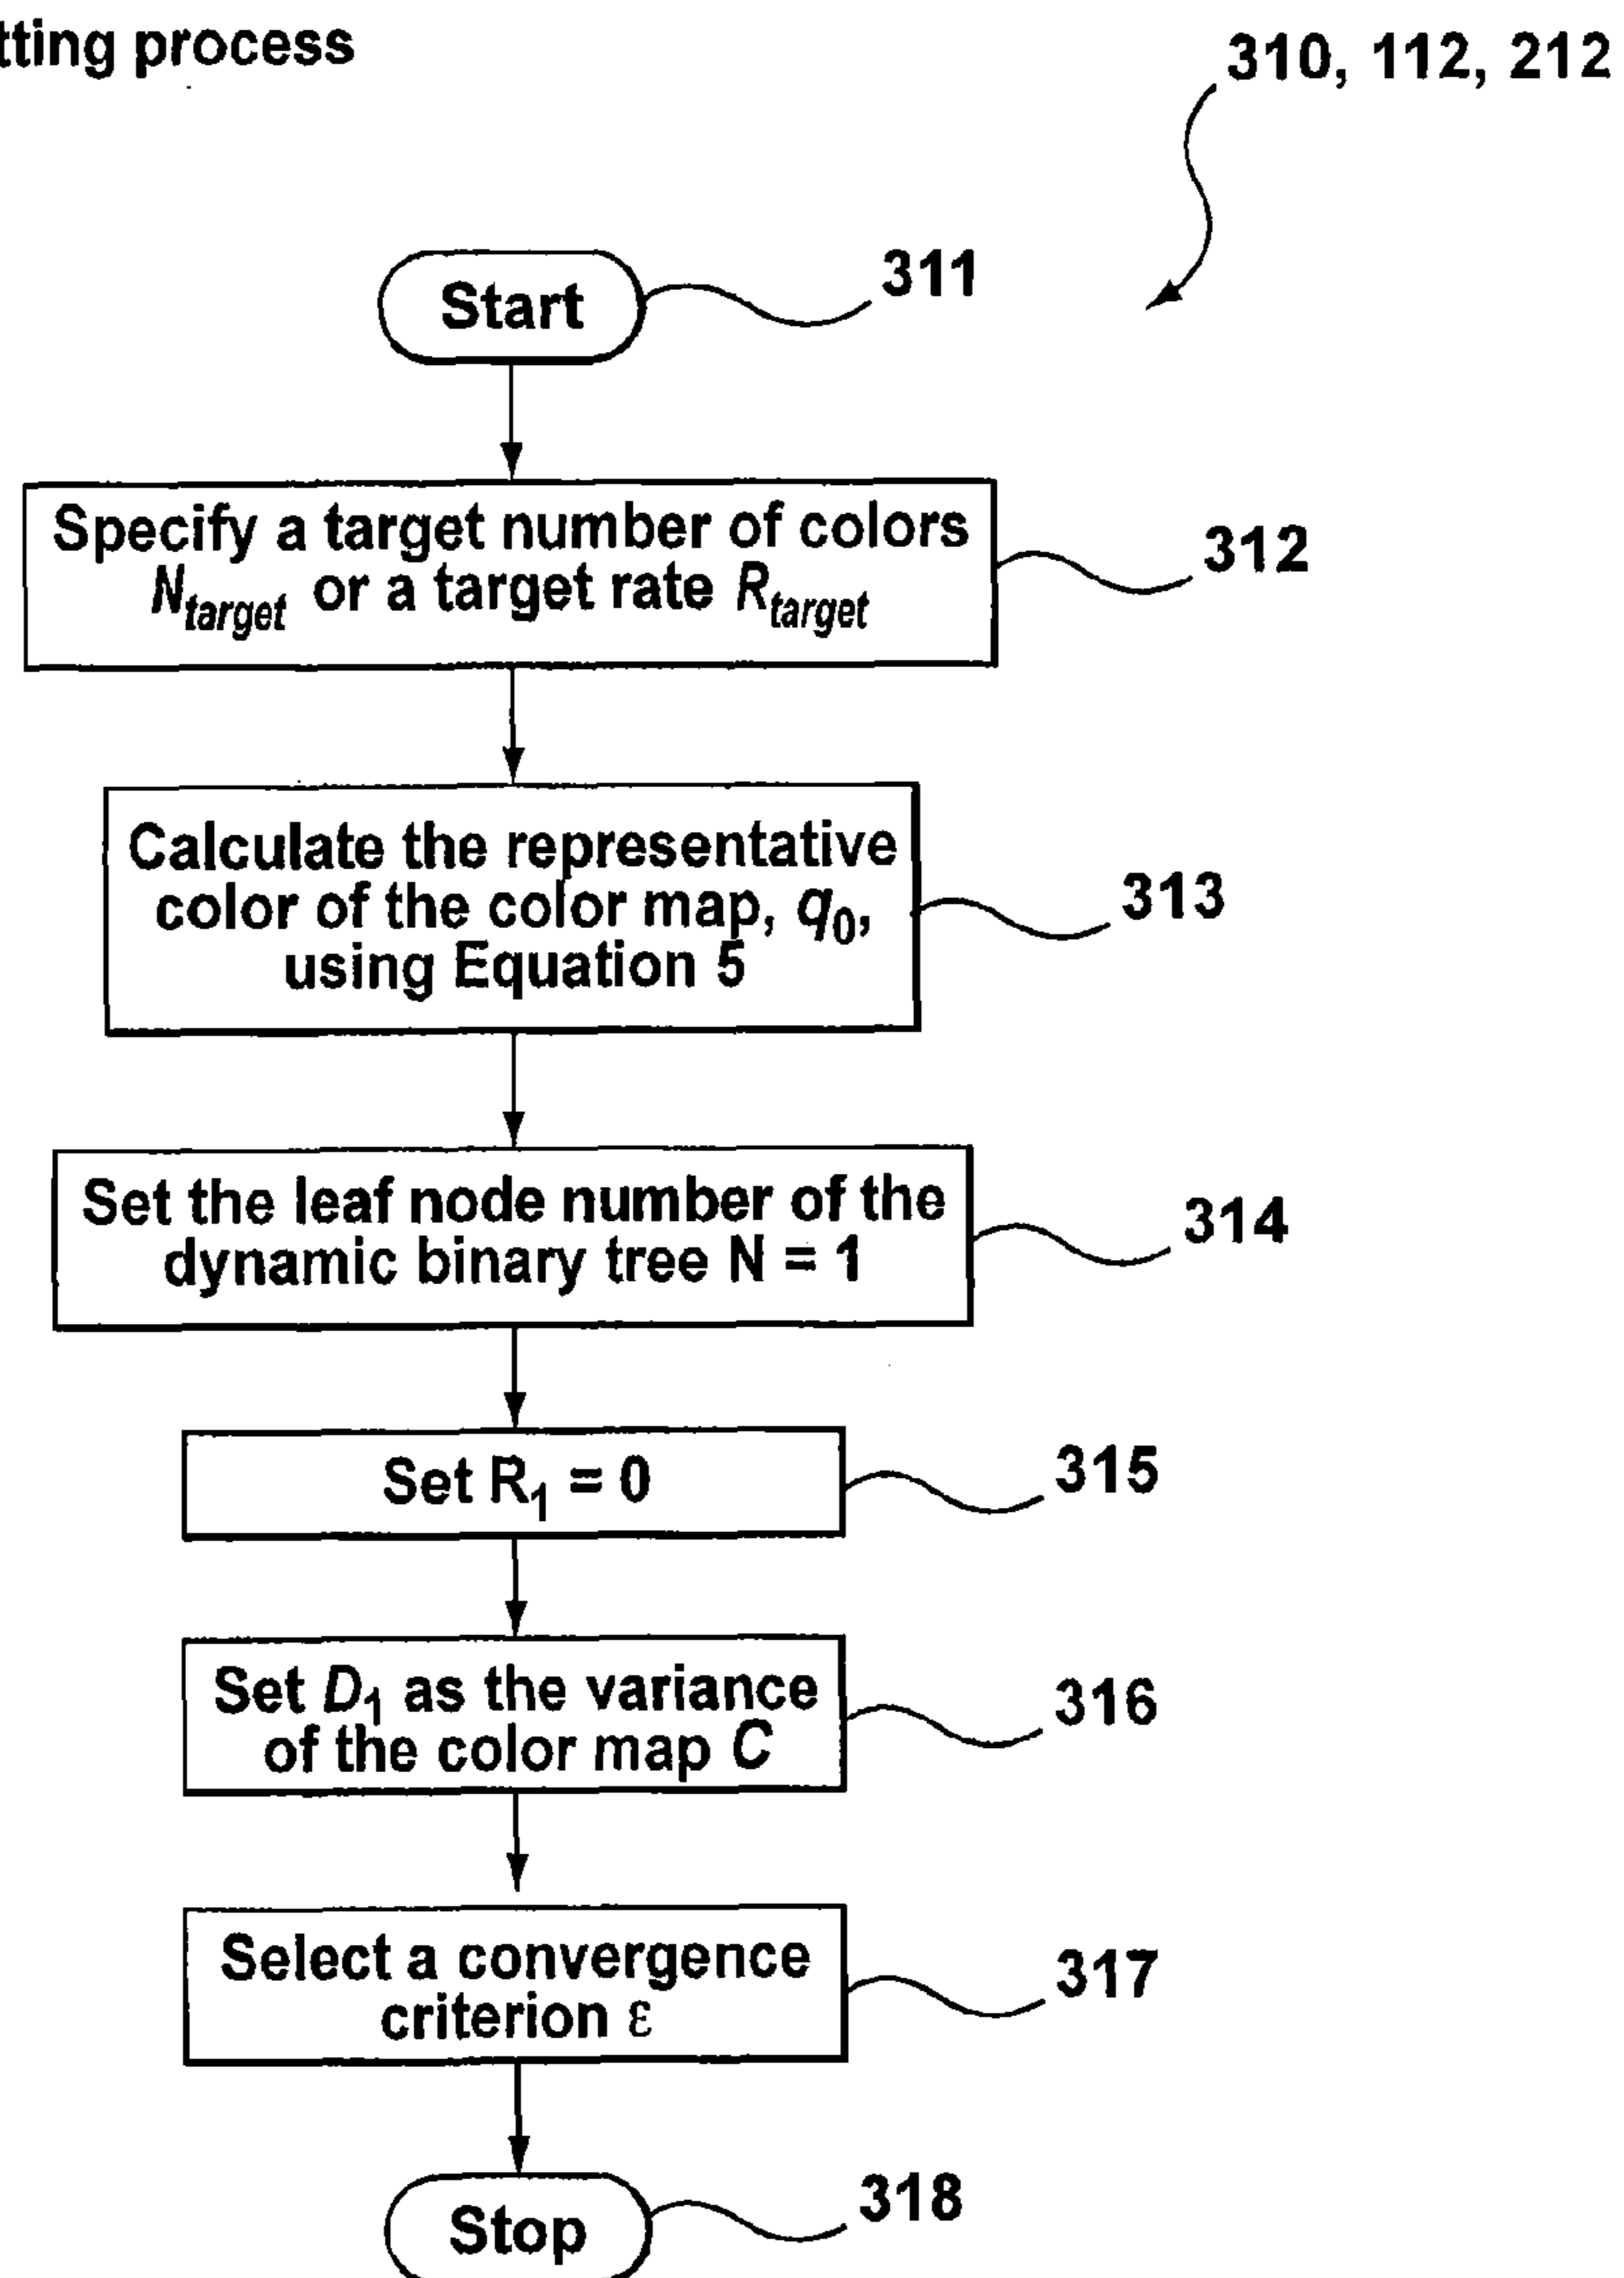 tting process
310, 112, 212
Start
311
Specify a target number of colors
N_target or a target rate R_target
312
Calculate the representative
color of the color map, q₀,
using Equation 5
313
Set the leaf node number of the
dynamic binary tree N = 1
314
Set R₁ = 0
315
Set D₁ as the variance
of the color map C
316
Select a convergence
criterion ε
317
Stop
318